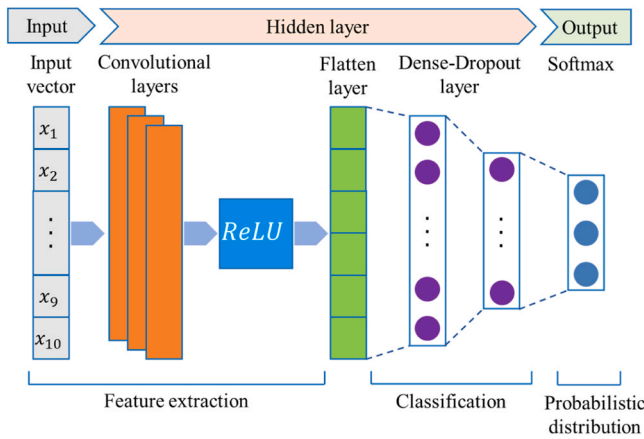 Input
Hidden layer
Output
Input
vector
Convolutional
layers
Flatten
layer
Dense-Dropout
layer
Softmax
x₁
x₂
⋮
x₉
x₁₀
ReLU
⋮
⋮
Feature extraction
Classification
Probabilistic
distribution